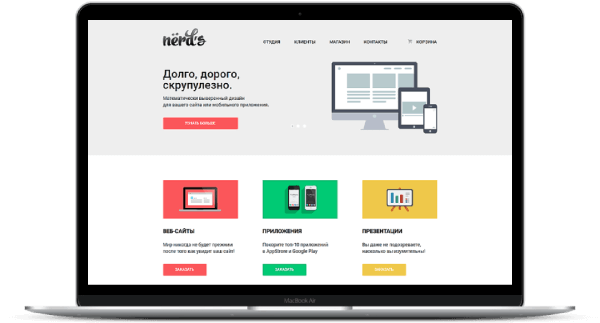 nёrd's
СТУДИЯ КЛИЕНТЫ МАГАЗИН КОНТАКТЫ КОРЗИНА
Долго, дорого,
скрупулезно.
Математически выверенный дизайн
для вашего сайта или мобильного приложения.
УЗНАТЬ БОЛЬШЕ
ВЕБ-САЙТЫ ПРИЛОЖЕНИЯ ПРЕЗЕНТАЦИИ
Мир никогда не будет прежним Покорите топ-10 приложений Вы даже не подозреваете,
после того как увидит ваш сайт! в AppStore и Google Play насколько вы изумительны!
ЗАКАЗАТЬ ЗАКАЗАТЬ ЗАКАЗАТЬ
MacBook Air